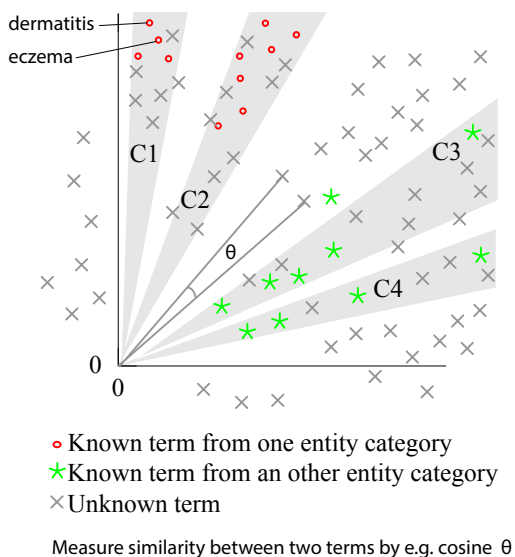 dermatitis
eczema
C1
C2
C3
θ
C4
0
0
Known term from one entity category
Known term from an other entity category
Unknown term
Measure similarity between two terms by e.g. cosine θ